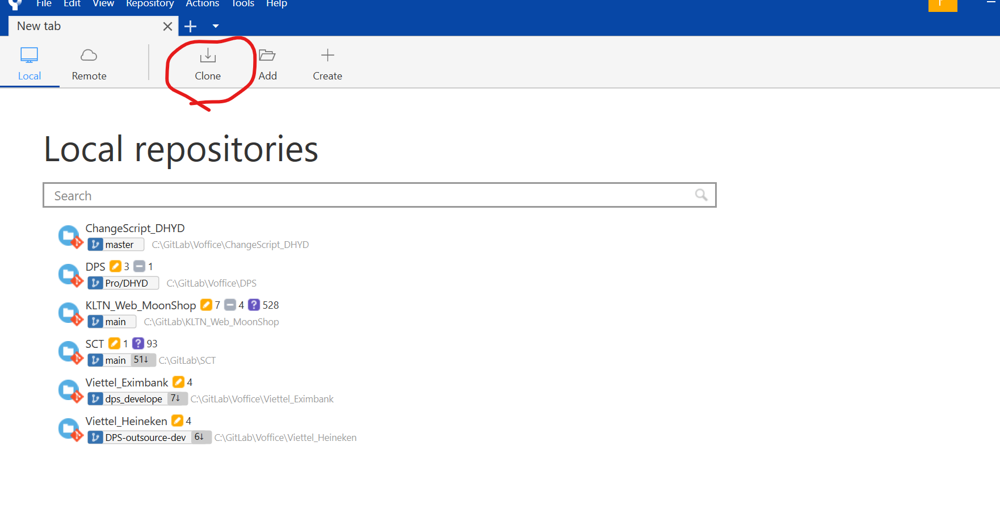 File Edit View Repository Actions Tools Help
New tab
Local Remote Clone Add Create
Local repositories
Search
ChangeScript_DHYD
master C:\GitLab\Voffice\ChangeScript_DHYD
DPS 3 1
Pro/DHYD C:\GitLab\Voffice\DPS
KLTN_Web_MoonShop 7 4 ? 528
main C:\GitLab\KLTN_Web_MoonShop
SCT 1 ? 93
main 51↓ C:\GitLab\SCT
Viettel_Eximbank 4
dps_develope 7↓ C:\GitLab\Voffice\Viettel_Eximbank
Viettel_Heineken 4
DPS-outsource-dev 6↓ C:\GitLab\Voffice\Viettel_Heineken